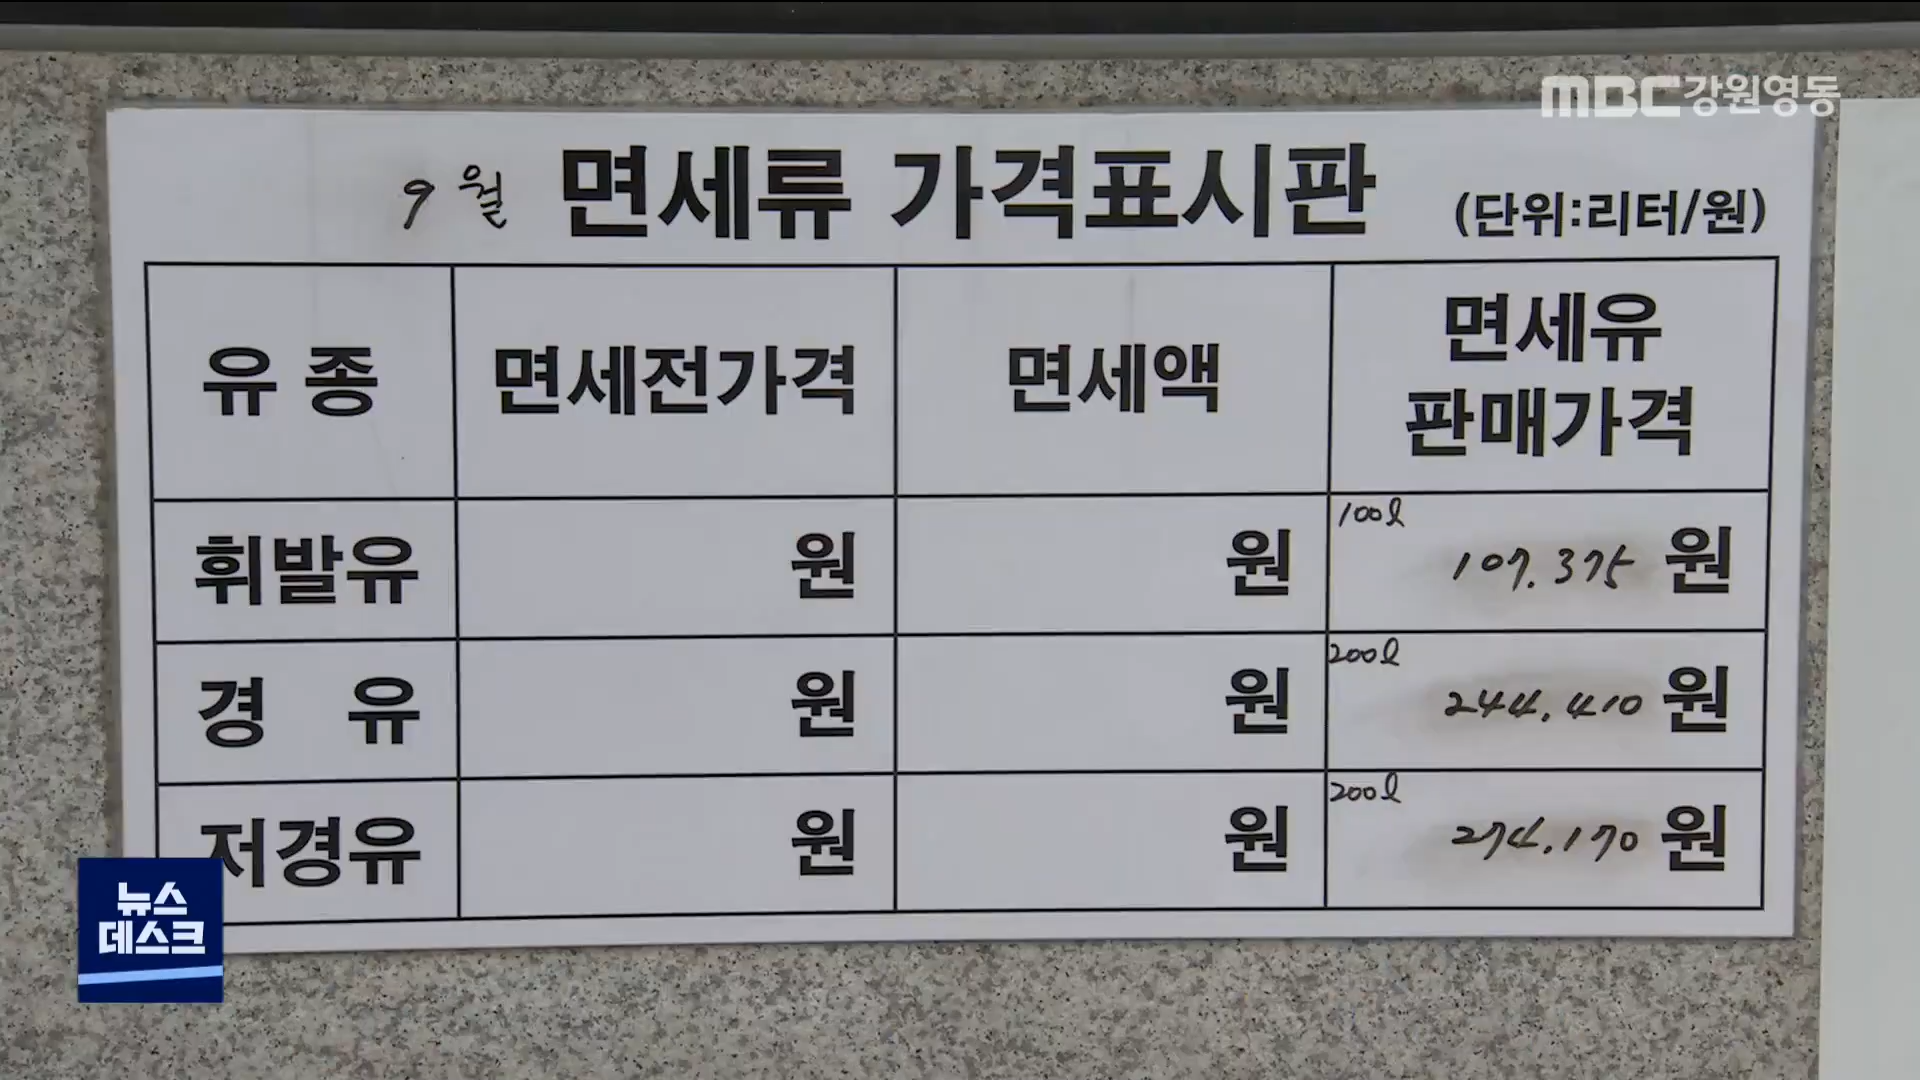 MBC강원영동
9월 면세류 가격표시판 (단위:리터/원)
유 종 면세전가격 면세액 면세유 판매가격
휘발유 원 원 100ℓ 107.375 원
경 유 원 원 200ℓ 244.410 원
저경유 원 원 200ℓ 274.170 원
뉴스
데스크